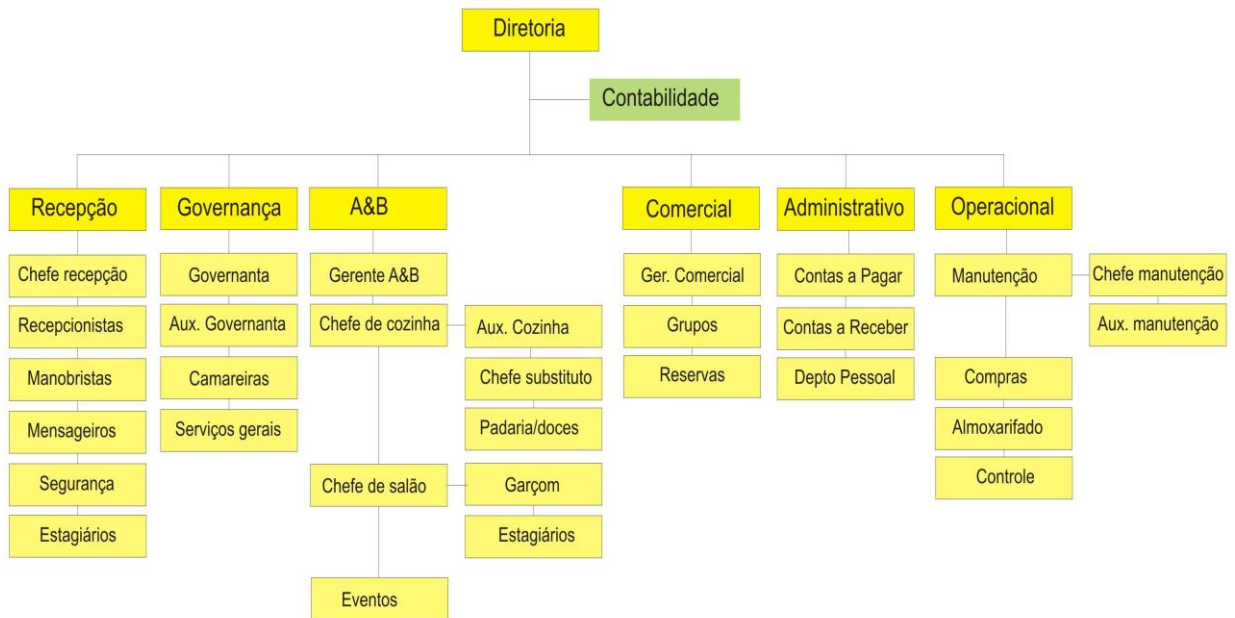 Diretoria
Contabilidade
Recepção
Governança
A&B
Comercial
Administrativo
Operacional
Chefe recepção
Recepcionistas
Manobristas
Mensageiros
Segurança
Estagiários
Governanta
Aux. Governanta
Camareiras
Serviços gerais
Gerente A&B
Chefe de cozinha
Aux. Cozinha
Chefe substituto
Padaria/doces
Chefe de salão
Garçom
Estagiários
Eventos
Ger. Comercial
Grupos
Reservas
Contas a Pagar
Contas a Receber
Depto Pessoal
Manutenção
Chefe manutenção
Aux. manutenção
Compras
Almoxarifado
Controle